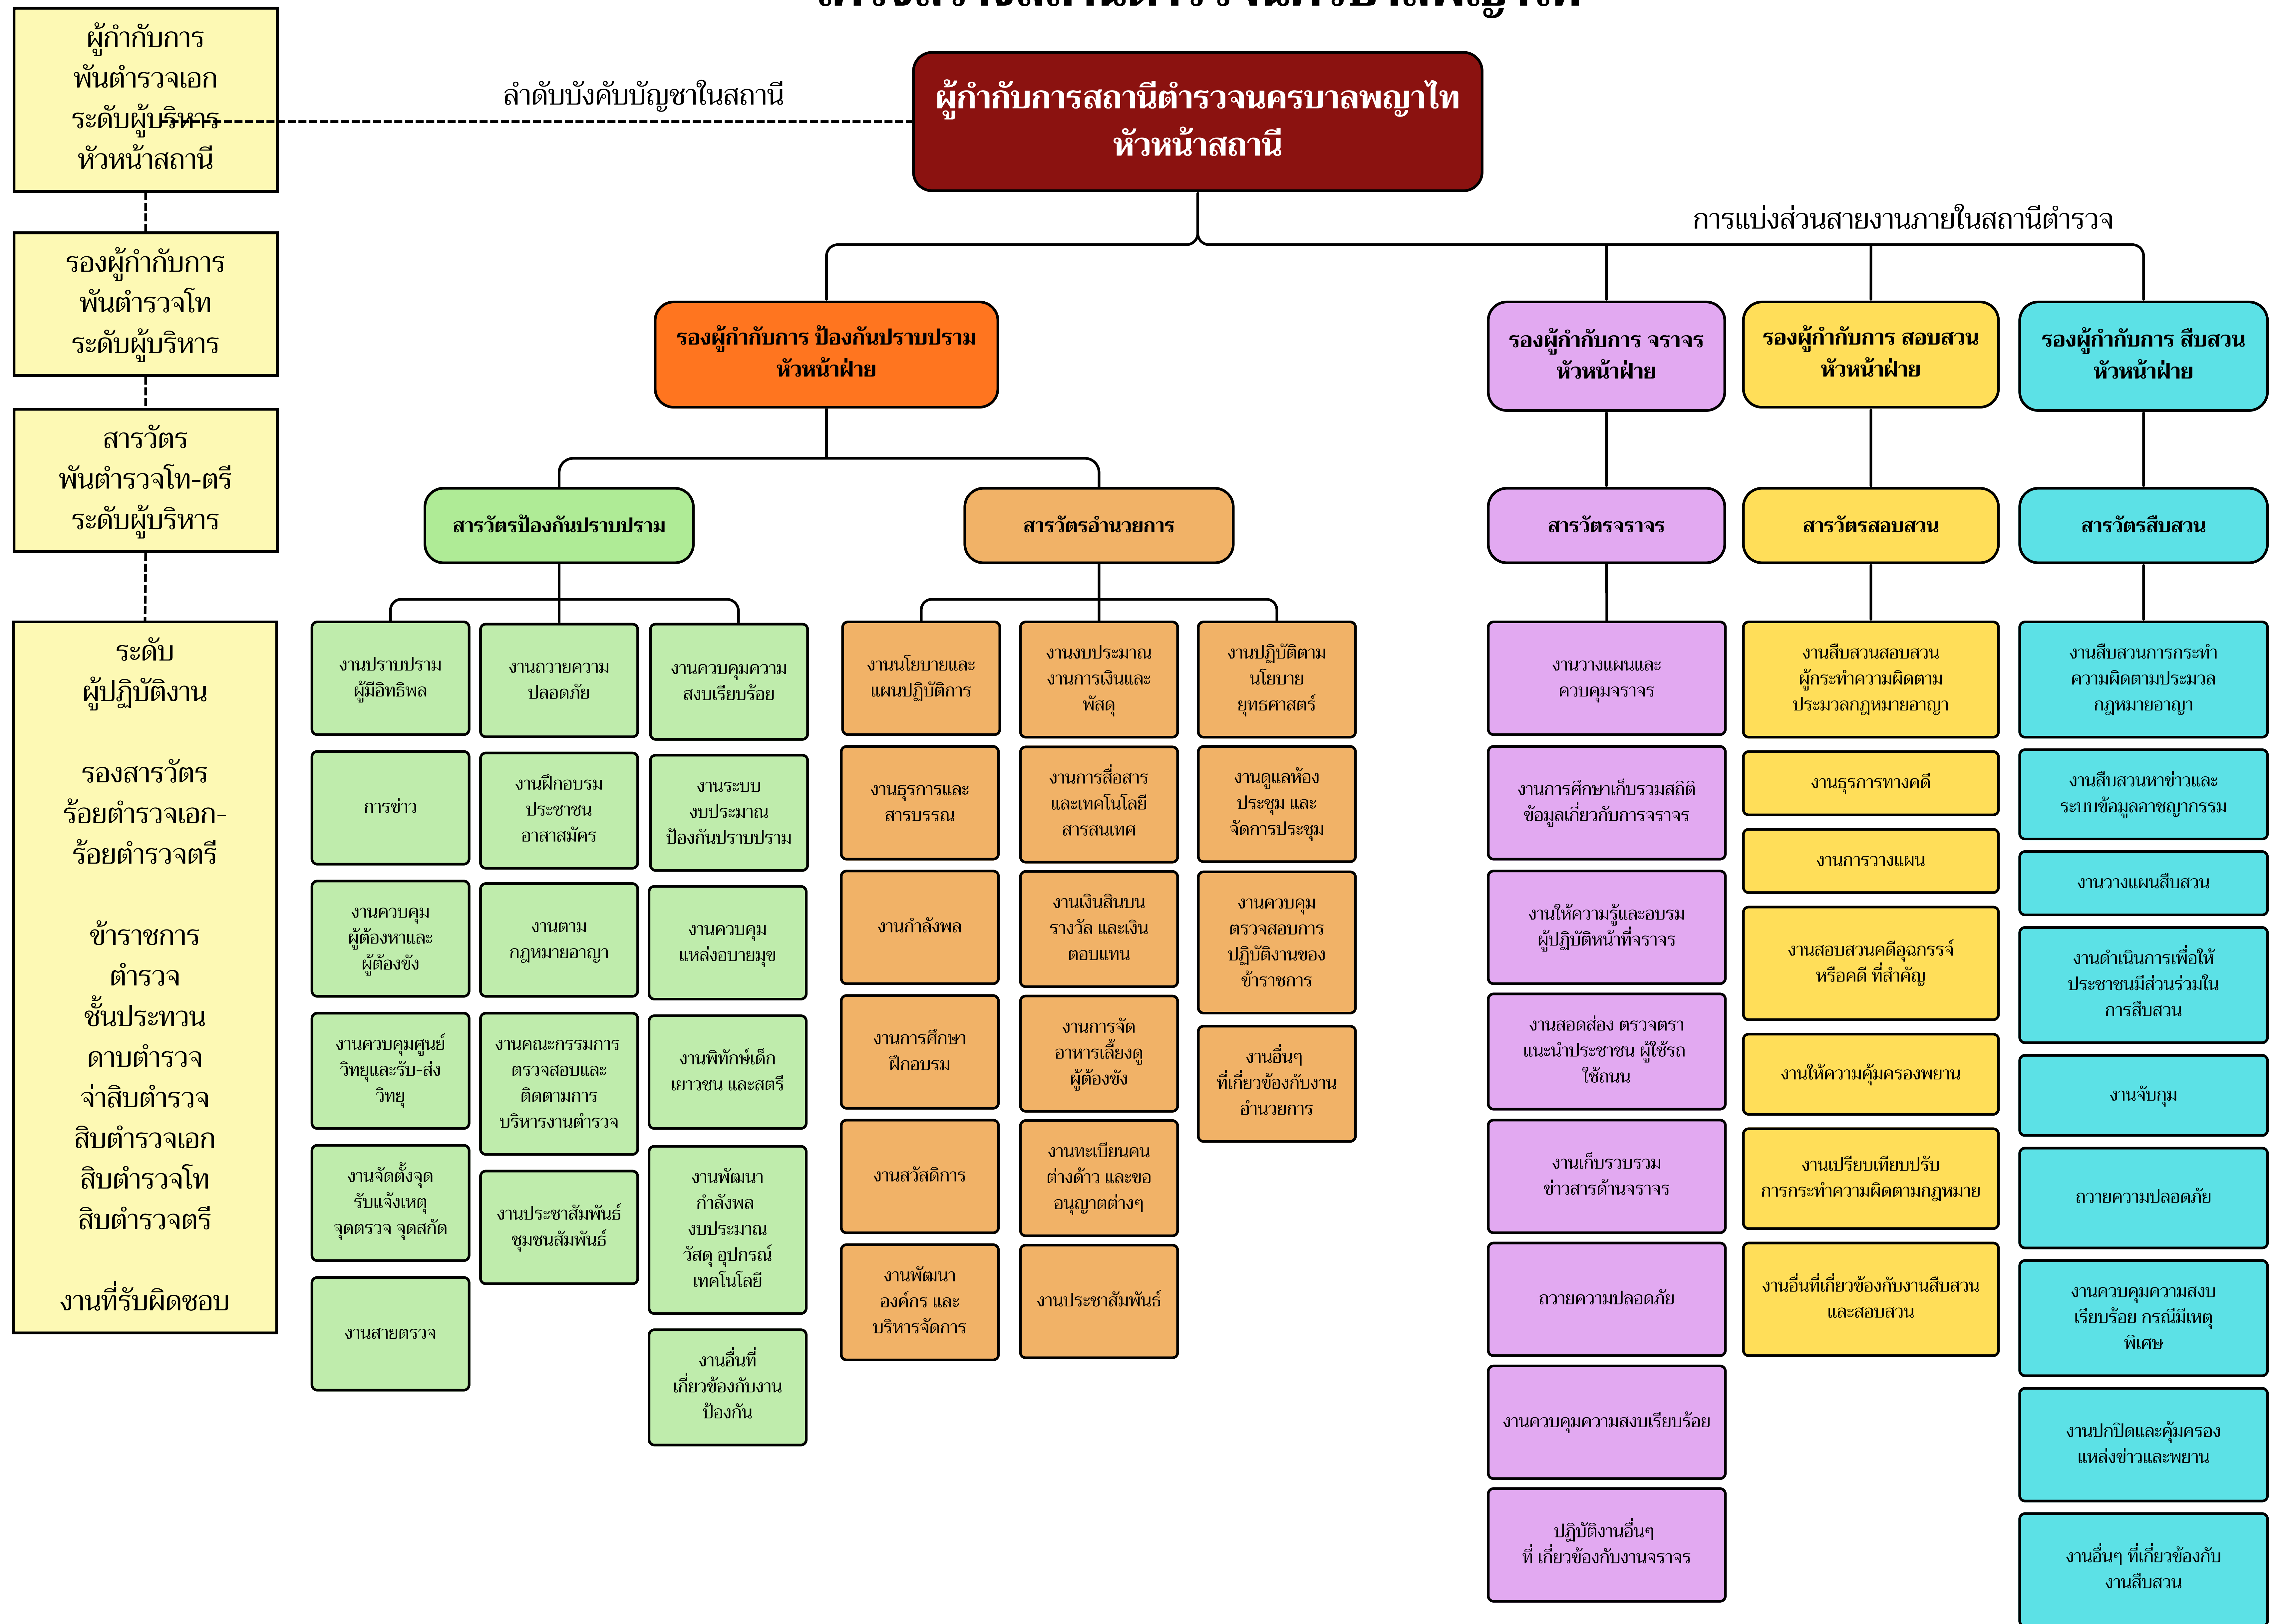 ผู้กำกับการ
พันตำรวจเอก
ระดับผู้บริหาร
หัวหน้าสถานี
ลำดับบังคับบัญชาในสถานี
ผู้กำกับการสถานีตำรวจนครบาลพญาไท
หัวหน้าสถานี
การแบ่งส่วนสายงานภายในสถานีตำรวจ
รองผู้กำกับการ
พันตำรวจโท
ระดับผู้บริหาร
รองผู้กำกับการ ป้องกันปราบปราม
หัวหน้าฝ่าย
รองผู้กำกับการ จราจร
หัวหน้าฝ่าย
รองผู้กำกับการ สอบสวน
หัวหน้าฝ่าย
รองผู้กำกับการ สืบสวน
หัวหน้าฝ่าย
สารวัตร
พันตำรวจโท-ตรี
ระดับผู้บริหาร
สารวัตรป้องกันปราบปราม
สารวัตรอำนวยการ
สารวัตรจราจร
สารวัตรสอบสวน
สารวัตรสืบสวน
ระดับ
ผู้ปฏิบัติงาน
รองสารวัตร
ร้อยตำรวจเอก-
ร้อยตำรวจตรี
ข้าราชการ
ตำรวจ
ชั้นประทวน
ดาบตำรวจ
จ่าสิบตำรวจ
สิบตำรวจเอก
สิบตำรวจโท
สิบตำรวจตรี
งานที่รับผิดชอบ
งานปราบปราม
ผู้มีอิทธิพล
การข่าว
งานควบคุม
ผู้ต้องหาและ
ผู้ต้องขัง
งานควบคุมศูนย์
วิทยุและรับ-ส่ง
วิทยุ
งานจัดตั้งจุด
รับแจ้งเหตุ
จุดตรวจ จุดสกัด
งานสายตรวจ
งานถวายความ
ปลอดภัย
งานฝึกอบรม
ประชาชน
อาสาสมัคร
งานตาม
กฎหมายอาญา
งานคณะกรรมการ
ตรวจสอบและ
ติดตามการ
บริหารงานตำรวจ
งานประชาสัมพันธ์
ชุมชนสัมพันธ์
งานควบคุมความ
สงบเรียบร้อย
งานระบบ
งบประมาณ
ป้องกันปราบปราม
งานควบคุม
แหล่งอบายมุข
งานพิทักษ์เด็ก
เยาวชน และสตรี
งานพัฒนา
กำลังพล
งบประมาณ
วัสดุ อุปกรณ์
เทคโนโลยี
งานอื่นที่
เกี่ยวข้องกับงาน
ป้องกัน
งานนโยบายและ
แผนปฏิบัติการ
งานธุรการและ
สารบรรณ
งานกำลังพล
งานการศึกษา
ฝึกอบรม
งานสวัสดิการ
งานพัฒนา
องค์กร และ
บริหารจัดการ
งานงบประมาณ
งานการเงินและ
พัสดุ
งานการสื่อสาร
และเทคโนโลยี
สารสนเทศ
งานเงินสินบน
รางวัล และเงิน
ตอบแทน
งานการจัด
อาหารเลี้ยงดู
ผู้ต้องขัง
งานทะเบียนคน
ต่างด้าว และขอ
อนุญาตต่างๆ
งานประชาสัมพันธ์
งานปฏิบัติตาม
นโยบาย
ยุทธศาสตร์
งานดูแลห้อง
ประชุม และ
จัดการประชุม
งานควบคุม
ตรวจสอบการ
ปฏิบัติงานของ
ข้าราชการ
งานอื่นๆ
ที่เกี่ยวข้องกับงาน
อำนวยการ
งานวางแผนและ
ควบคุมจราจร
งานการศึกษาเก็บรวมสถิติ
ข้อมูลเกี่ยวกับการจราจร
งานให้ความรู้และอบรม
ผู้ปฏิบัติหน้าที่จราจร
งานสอดส่อง ตรวจตรา
แนะนำประชาชน ผู้ใช้รถ
ใช้ถนน
งานเก็บรวบรวม
ข่าวสารด้านจราจร
ถวายความปลอดภัย
งานควบคุมความสงบเรียบร้อย
ปฏิบัติงานอื่นๆ
ที่ เกี่ยวข้องกับงานจราจร
งานสืบสวนสอบสวน
ผู้กระทำความผิดตาม
ประมวลกฎหมายอาญา
งานธุรการทางคดี
งานการวางแผน
งานสอบสวนคดีอุฉกรรจ์
หรือคดี ที่สำคัญ
งานให้ความคุ้มครองพยาน
งานเปรียบเทียบปรับ
การกระทำความผิดตามกฎหมาย
งานอื่นที่เกี่ยวข้องกับงานสืบสวน
และสอบสวน
งานสืบสวนการกระทำ
ความผิดตามประมวล
กฎหมายอาญา
งานสืบสวนหาข่าวและ
ระบบข้อมูลอาชญากรรม
งานวางแผนสืบสวน
งานดำเนินการเพื่อให้
ประชาชนมีส่วนร่วมใน
การสืบสวน
งานจับกุม
ถวายความปลอดภัย
งานควบคุมความสงบ
เรียบร้อย กรณีมีเหตุ
พิเศษ
งานปกปิดและคุ้มครอง
แหล่งข่าวและพยาน
งานอื่นๆ ที่เกี่ยวข้องกับ
งานสืบสวน